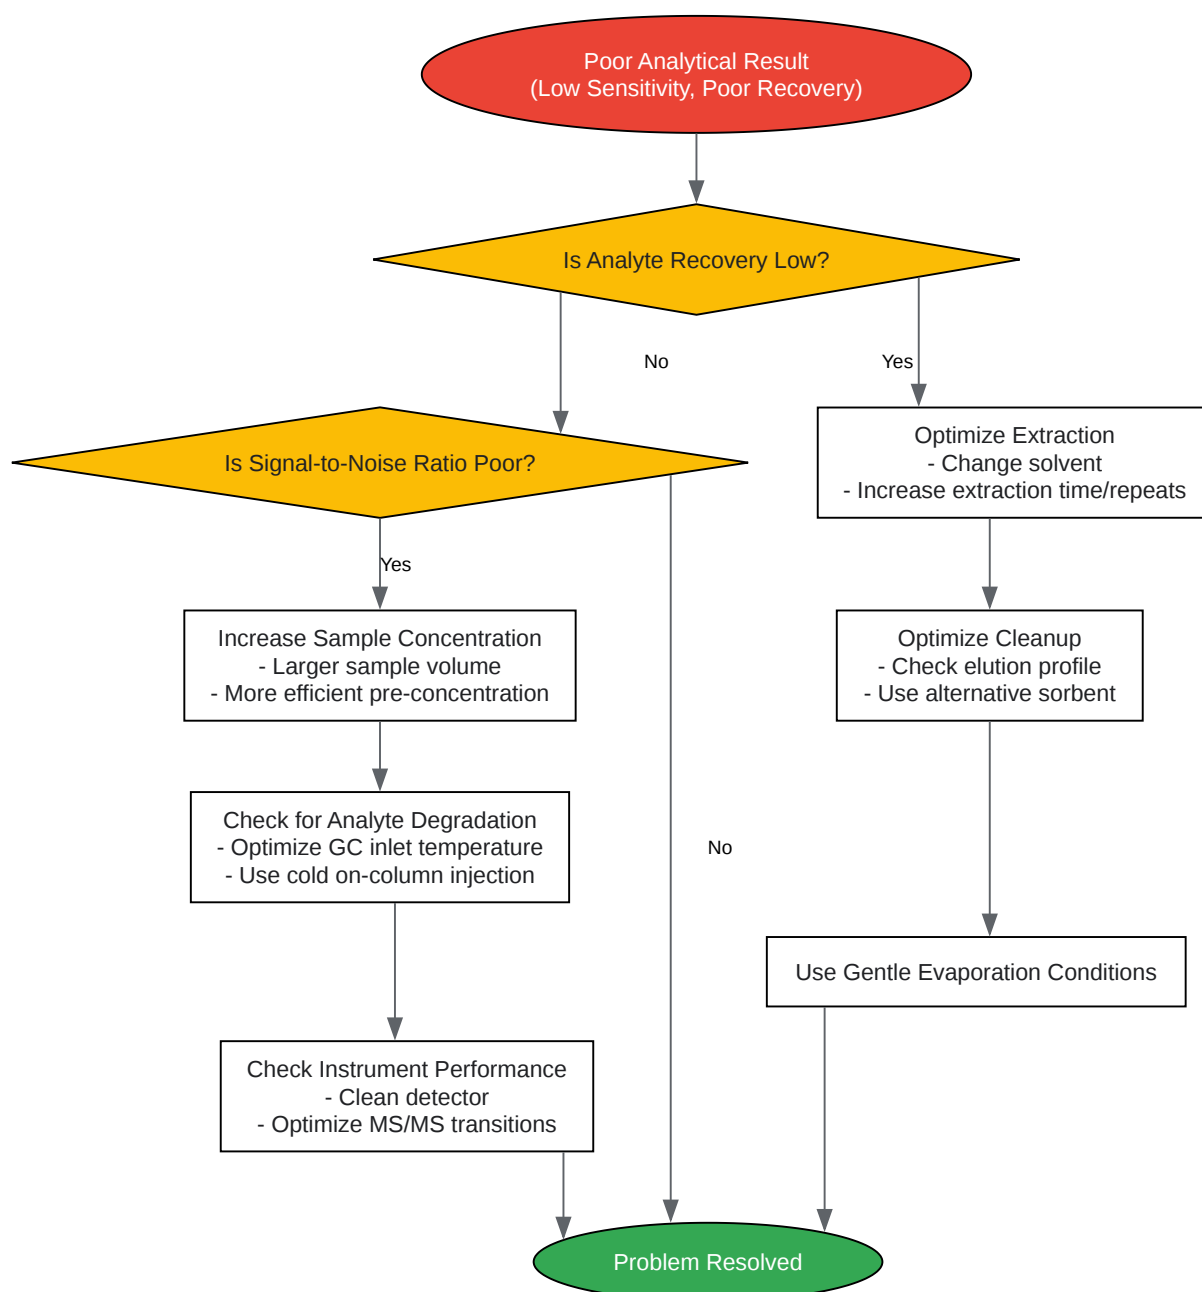 Poor Analytical Result
(Low Sensitivity, Poor Recovery)
Is Analyte Recovery Low?
No
Yes
Is Signal-to-Noise Ratio Poor?
Optimize Extraction
- Change solvent
- Increase extraction time/repeats
Yes
Increase Sample Concentration
- Larger sample volume
- More efficient pre-concentration
Optimize Cleanup
- Check elution profile
- Use alternative sorbent
Check for Analyte Degradation
- Optimize GC inlet temperature
- Use cold on-column injection
No
Use Gentle Evaporation Conditions
Check Instrument Performance
- Clean detector
- Optimize MS/MS transitions
Problem Resolved